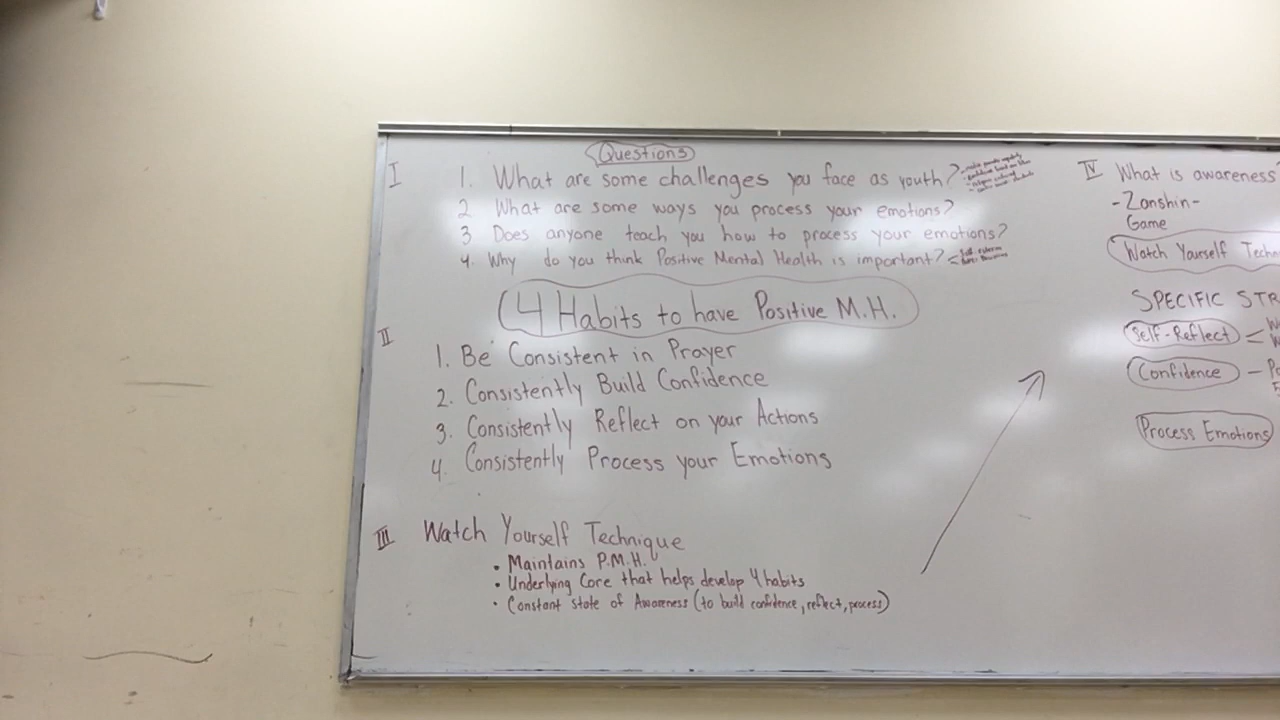 Questions
I
1. What are some challenges you face as youth?
2 What are some ways you process your emotions?
3 Does anyone teach you how to process your emotions?
4. Why do you think Positive Mental Health is important?
4 Habits to have Positive M.H.
II
1. Be Consistent in Prayer
2. Consistently Build Confidence
3. Consistently Reflect on your Actions
4. Consistently Process your Emotions
III Watch Yourself Technique
• Maintains P.M.H.
• Underlying Core that helps develop 4 habits
• Constant State of Awareness (to build confidence, reflect, process)
IV What is awareness
-Zanshin-
Game
Watch Yourself Techn
SPECIFIC STR
Self-Reflect =
Confidence -
Process Emotions